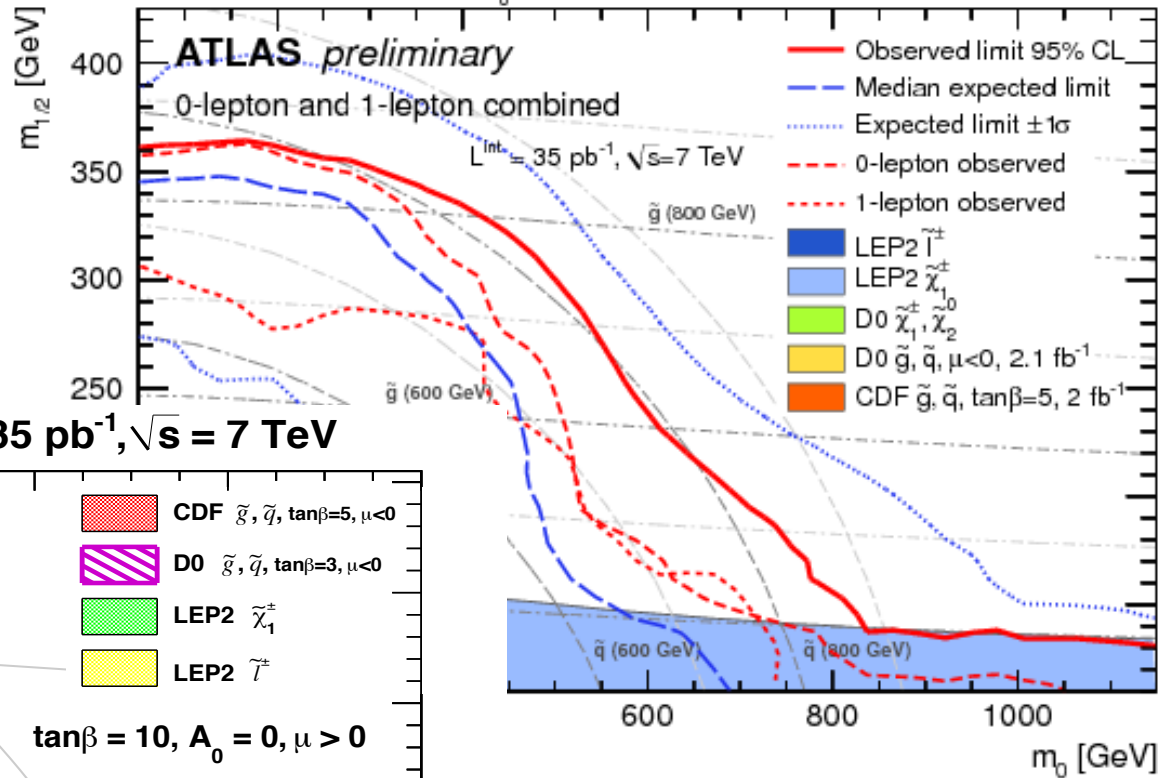 m1/2 [GeV]
400
350
300
250
ATLAS preliminary
0-lepton and 1-lepton combined
L^int. = 35 pb⁻¹, √s=7 TeV
Observed limit 95% CL
Median expected limit
Expected limit ±1σ
0-lepton observed
1-lepton observed
LEP2 l̃±
LEP2 χ̃₁±
D0 χ̃₁±, χ̃₂⁰
D0 g̃, q̃, μ<0, 2.1 fb⁻¹
CDF g̃, q̃, tanβ=5, 2 fb⁻¹
g̃ (800 GeV)
g̃ (600 GeV)
q̃ (600 GeV)
q̃ (800 GeV)
600
800
1000
m₀ [GeV]
35 pb⁻¹, √s = 7 TeV
CDF g̃, q̃, tanβ=5, μ<0
D0 g̃, q̃, tanβ=3, μ<0
LEP2 χ̃₁±
LEP2 l̃±
tanβ = 10, A₀ = 0, μ > 0